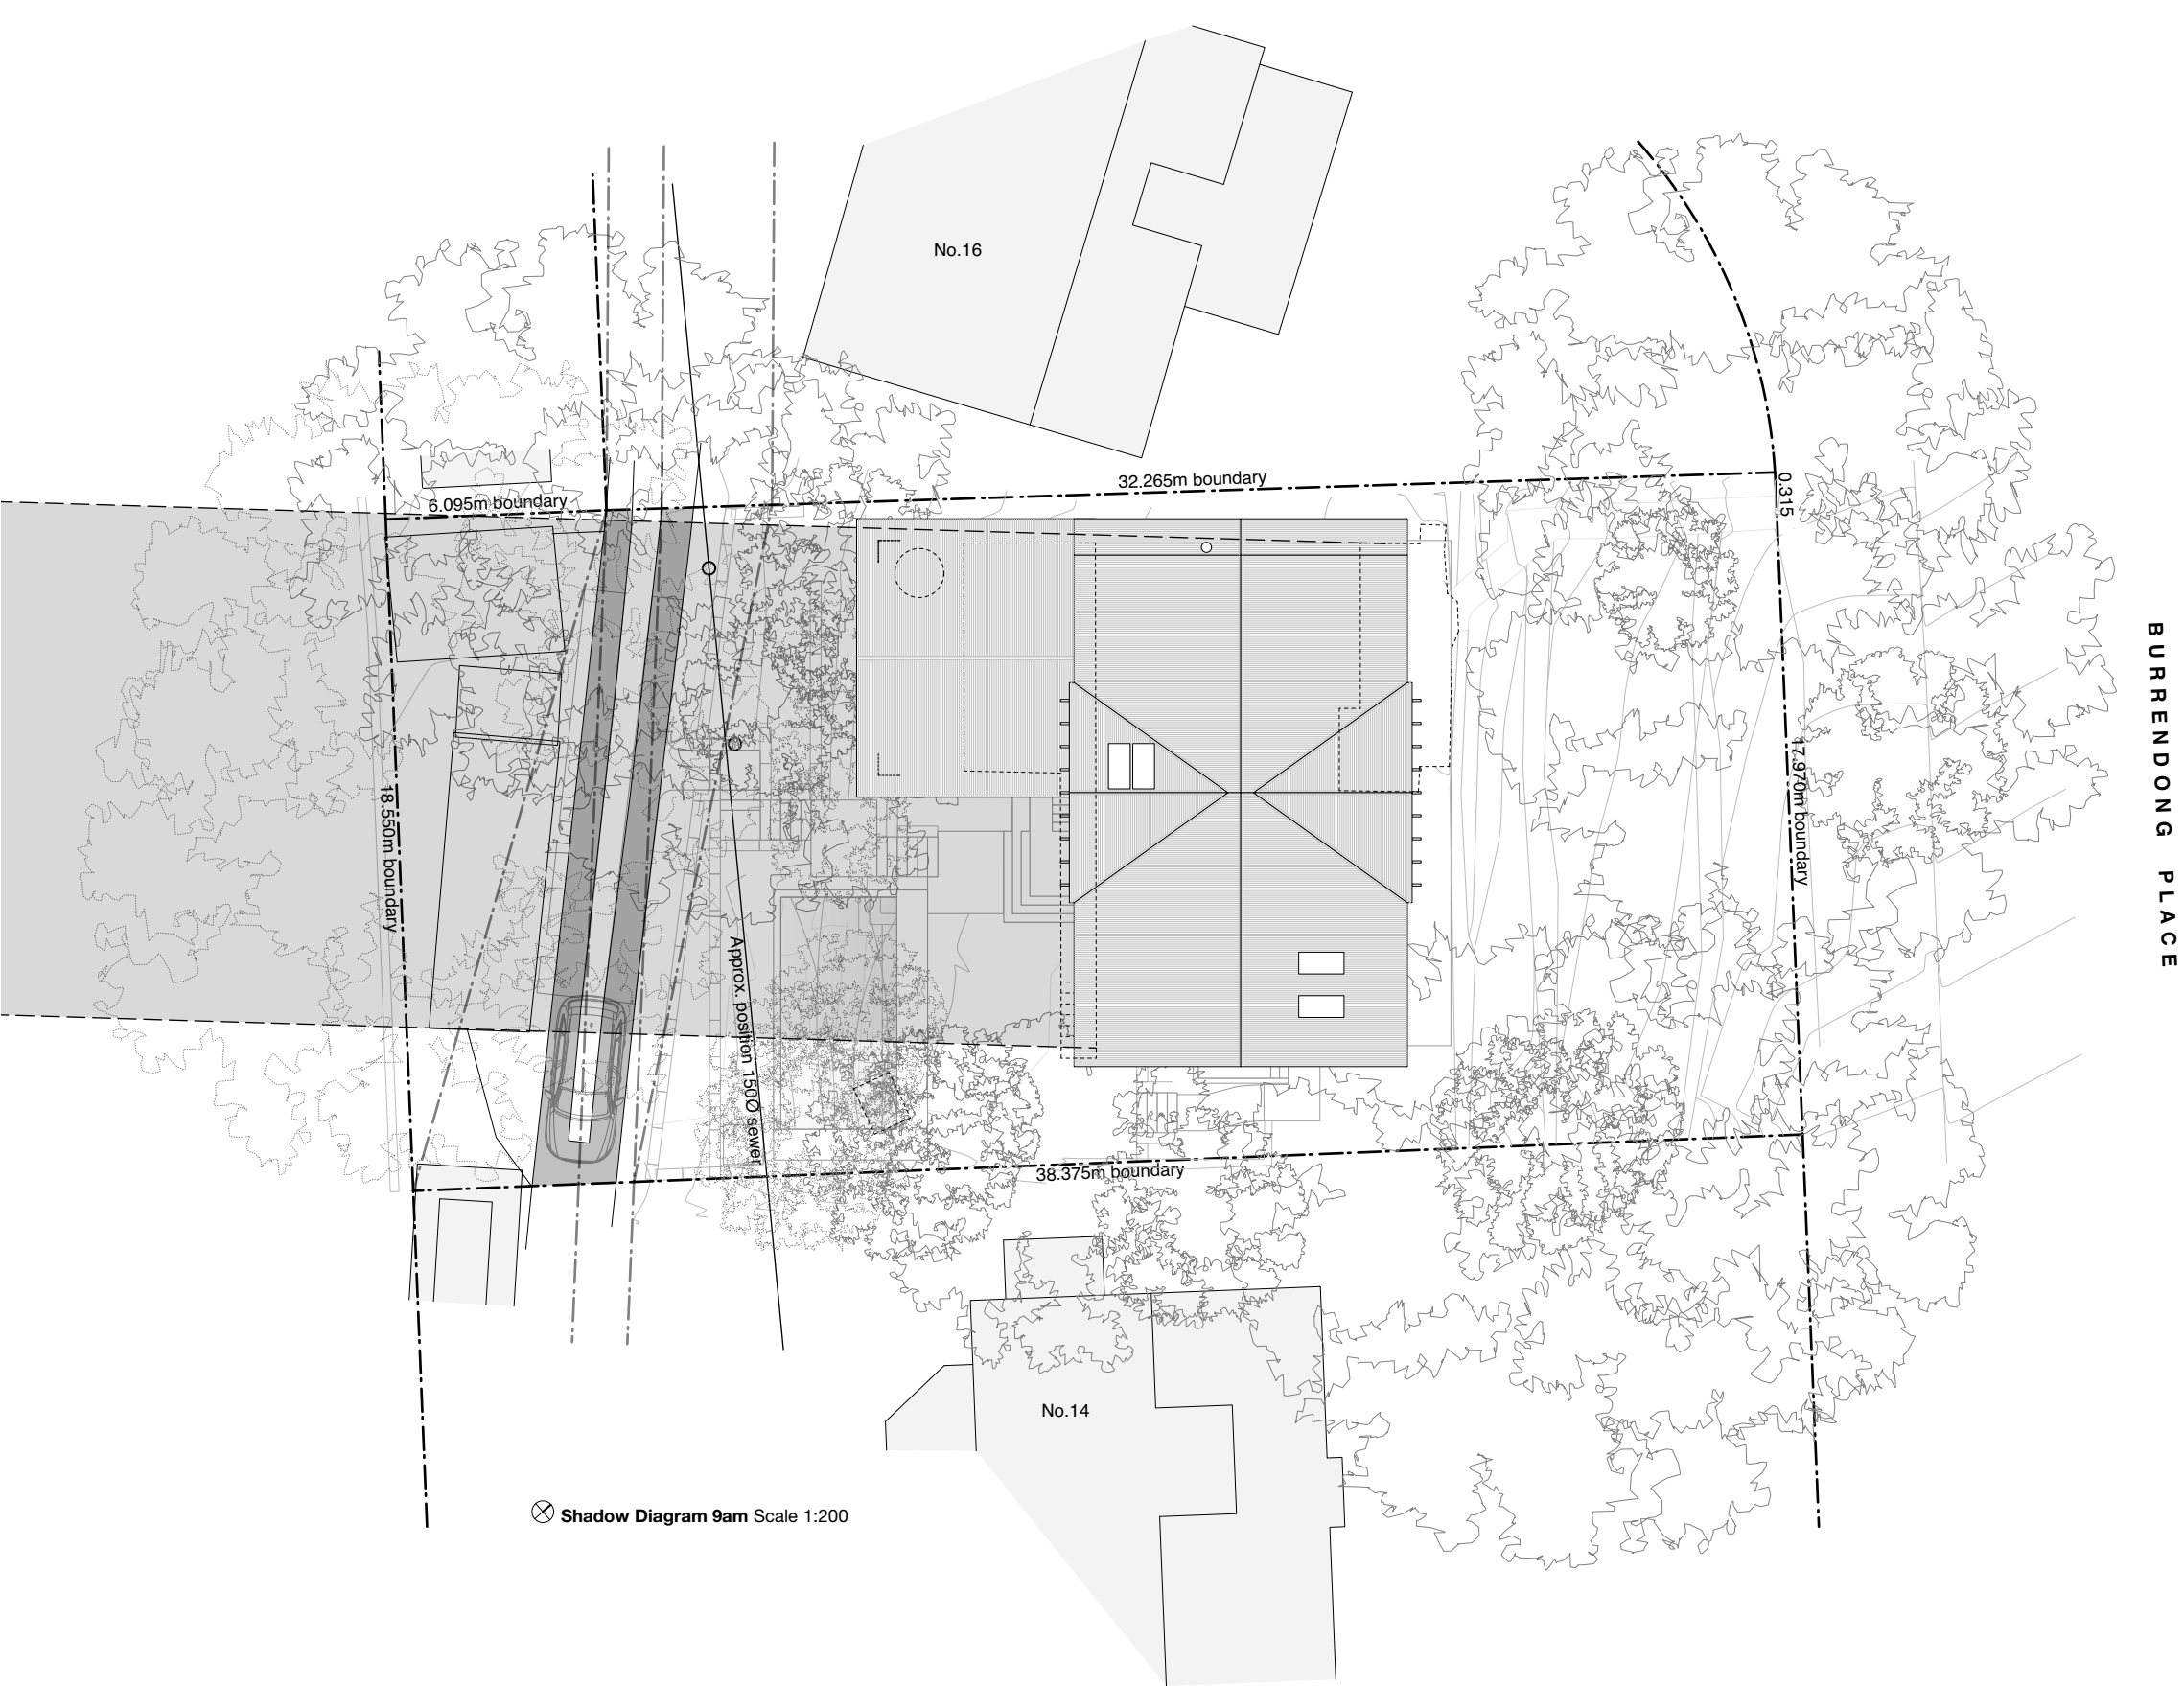 No.16
32.265m boundary
6.095m boundary
0.315
BURRENDONG PLACE
17.970m boundary
18.550m boundary
Approx. position 150Ø sewer
38.375m boundary
No.14
Shadow Diagram 9am Scale 1:200